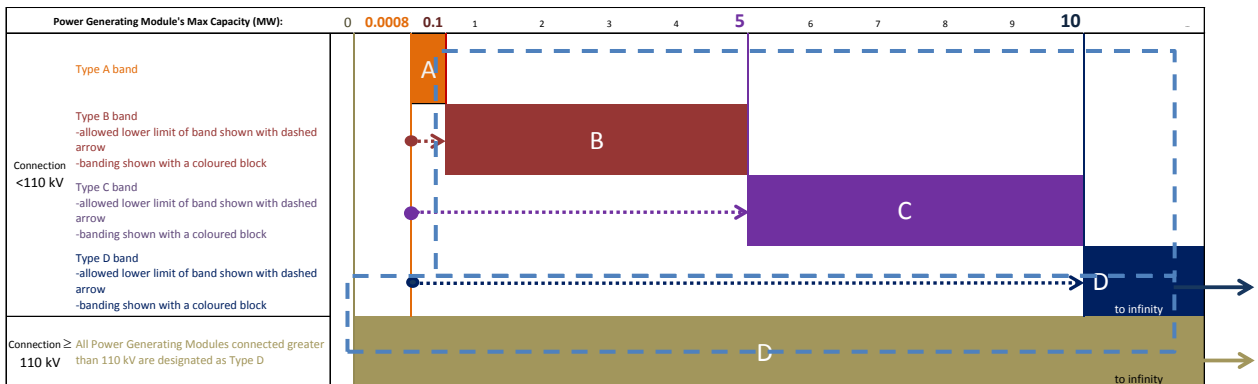 Power Generating Module's Max Capacity (MW): 0 0.0008 0.1 1 2 3 4 5 6 7 8 9 10 ..
Type A band
A
Connection
<110 kV
Type B band
-allowed lower limit of band shown with dashed
arrow
-banding shown with a coloured block
B
Type C band
-allowed lower limit of band shown with dashed
arrow
-banding shown with a coloured block
C
Type D band
-allowed lower limit of band shown with dashed
arrow
-banding shown with a coloured block
D
to infinity
Connection ≥
110 kV
All Power Generating Modules connected greater
than 110 kV are designated as Type D
D
to infinity